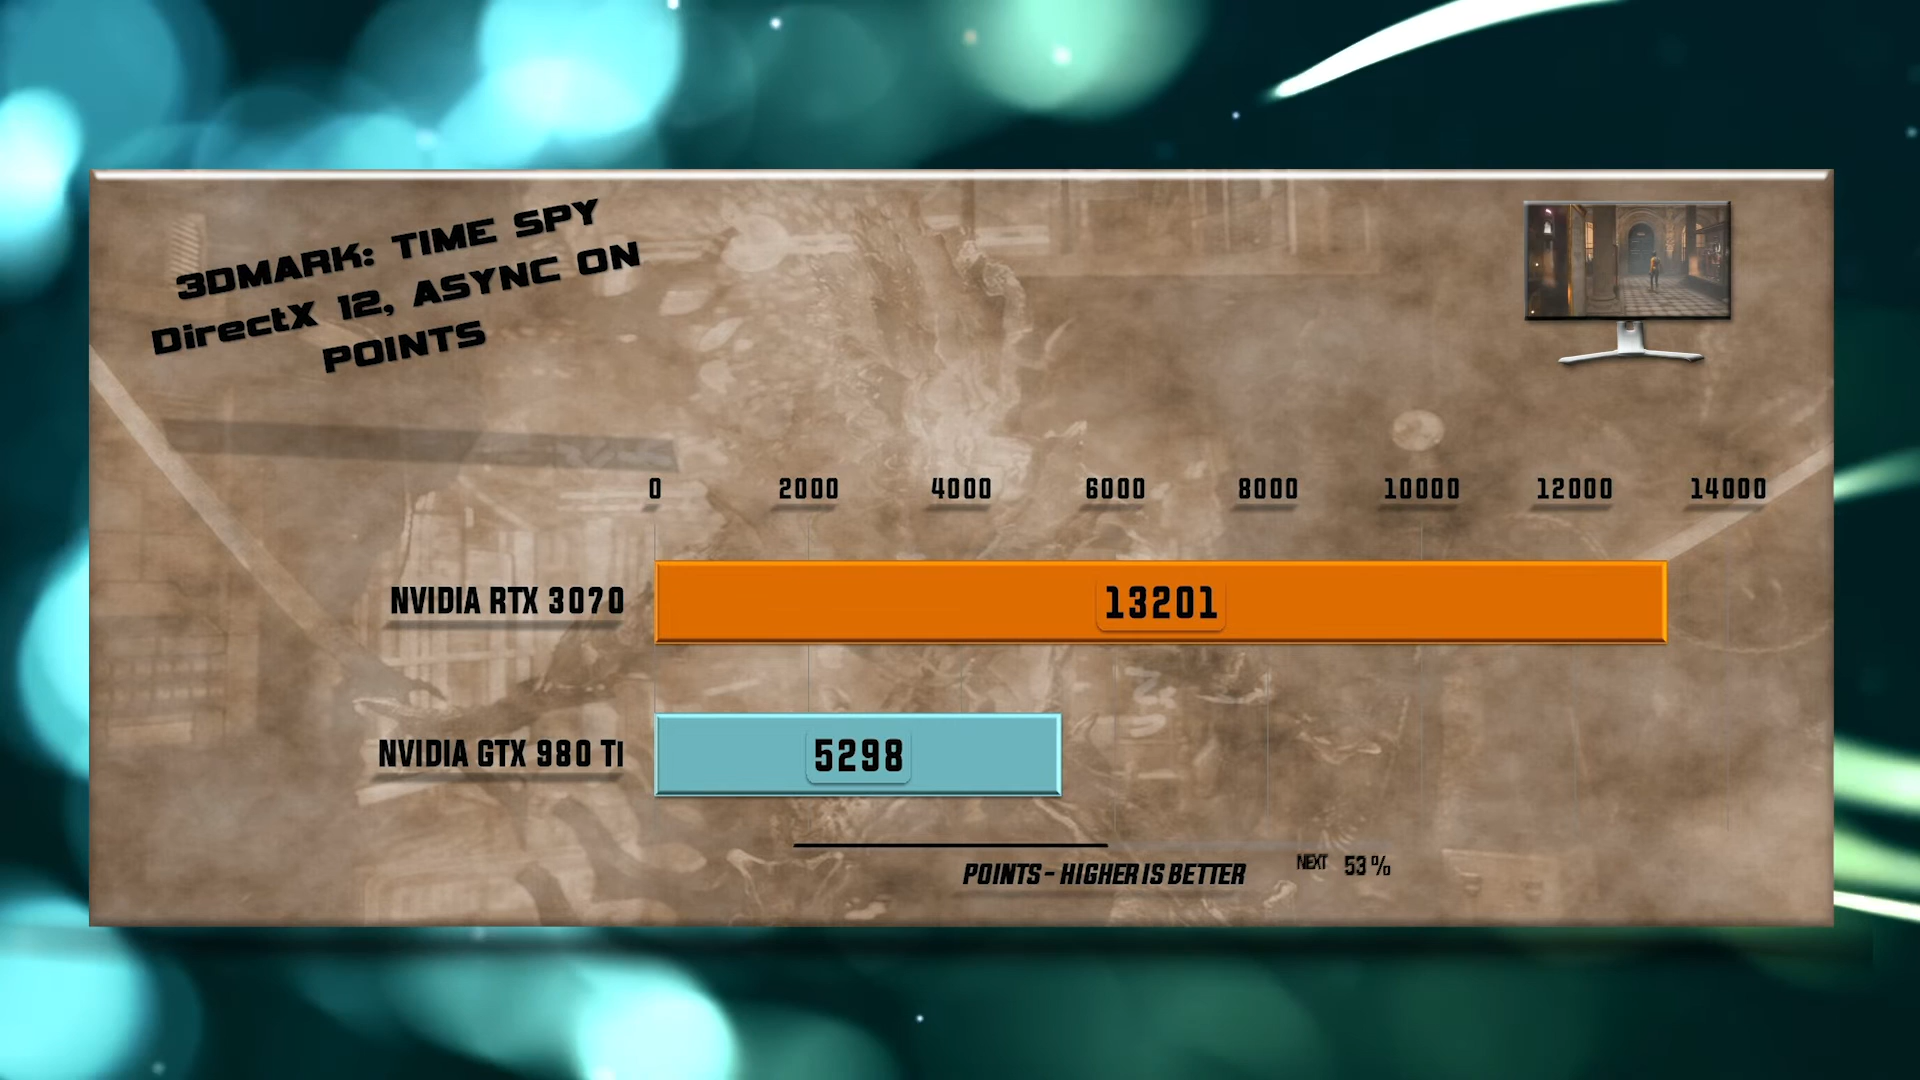 3DMARK: TIME SPY
DirectX 12, ASYNC ON
POINTS
0 2000 4000 6000 8000 10000 12000 14000
NVIDIA RTX 3070 13201
NVIDIA GTX 980 TI 5298
POINTS - HIGHER IS BETTER
NEXT 53 %